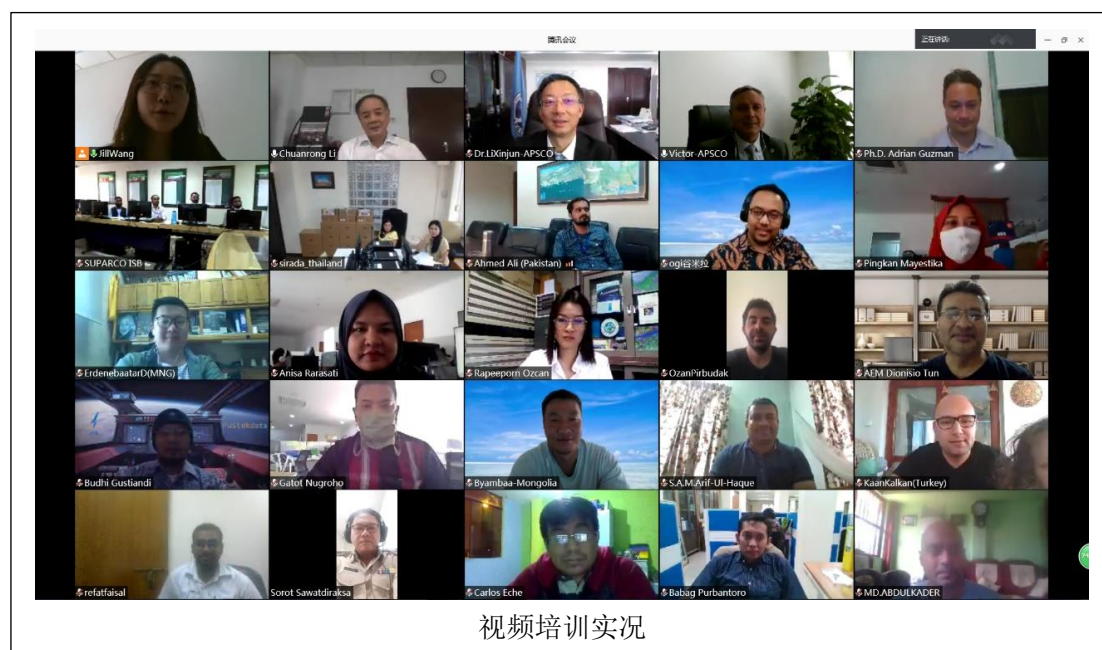 腾讯会议
正在讲话:
JillWang
Chuanrong Li
Dr.LiXinjun-APSCO
Victor-APSCO
Ph.D. Adrian Guzman
SUPARCO ISB
sirada_thailand
Ahmed Ali (Pakistan)
ogi谷米拉
Pingkan Mayestika
ErdenebaatarD(MNG)
Anisa Rarasati
Rapeeporn Ozcan
OzanPirbudak
AEM Dionisio Tun
Pustekdata
Budhi Gustiandi
Gatot Nugroho
Byambaa-Mongolia
S.A.M.Arif-Ul-Haque
KaanKalkan(Turkey)
refatfaisal
Sorot Sawatdiraksa
Carlos Eche
Babag Purbantoro
MD.ABDULKADER
视频培训实况